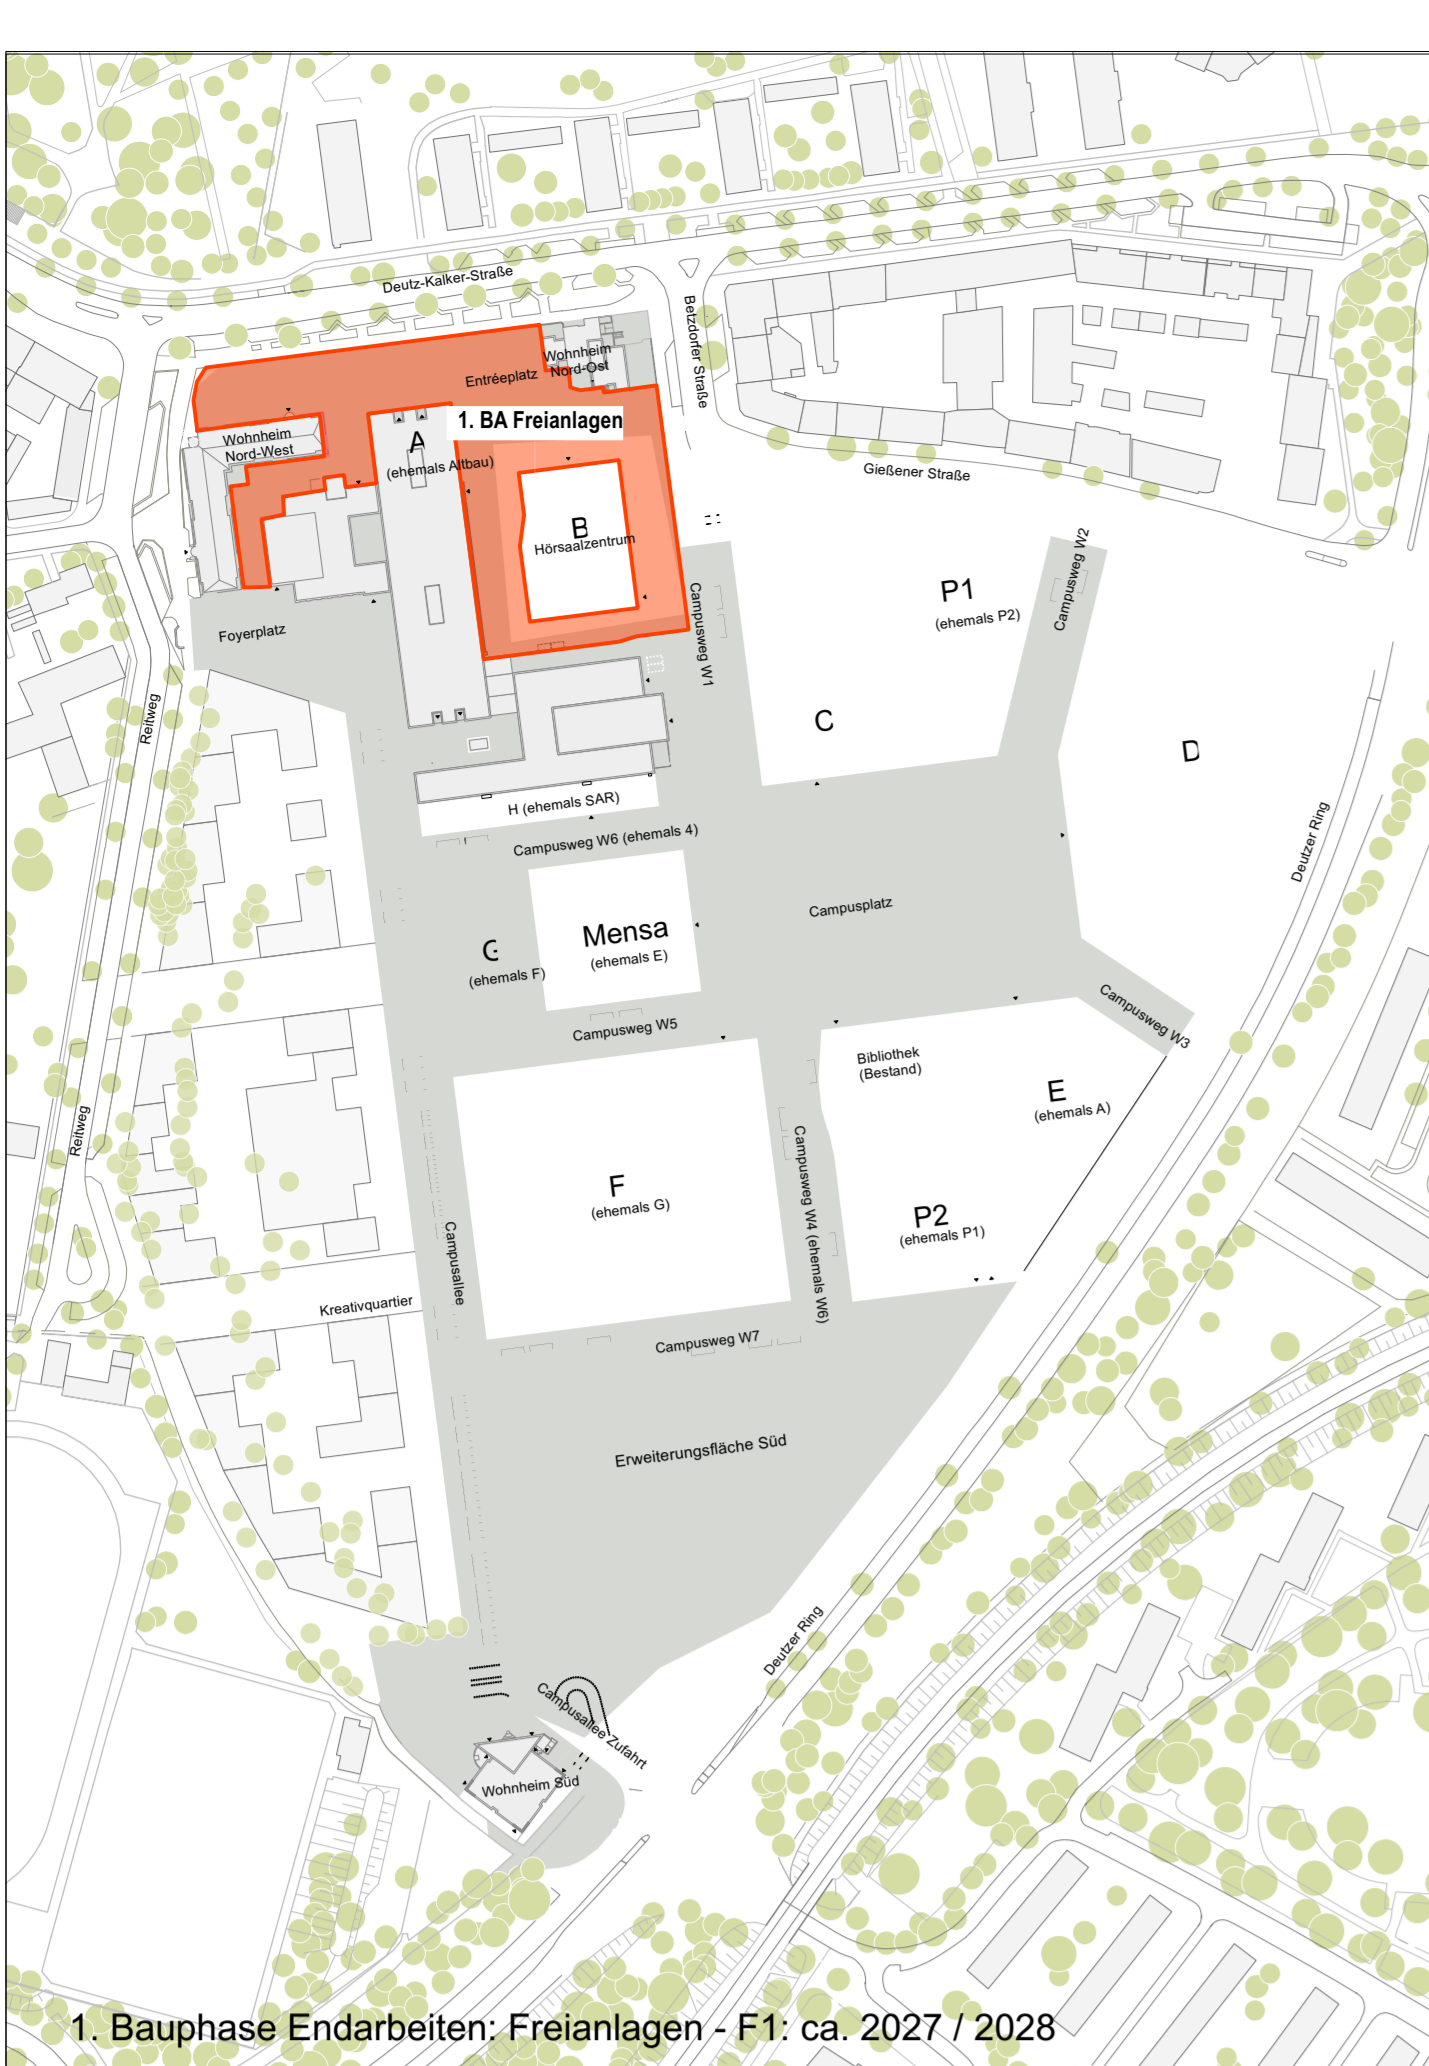 Deutz-Kalker-Straße
Betzdorfer Straße
Wohnheim
Nord-Ost
Entréeplatz
1. BA Freianlagen
Wohnheim
Nord-West
A
(ehemals Altbau)
Gießener Straße
B
Hörsaalzentrum
Campusweg W2
P1
(ehemals P2)
Foyerplatz
Campusweg W1
Reitweg
C
D
H (ehemals SAR)
Campusweg W6 (ehemals 4)
Deutzer Ring
Campusplatz
Mensa
(ehemals E)
G
(ehemals F)
Campusweg W3
Campusweg W5
Bibliothek
(Bestand)
E
(ehemals A)
Reitweg
Campusweg W4 (ehemals W6)
F
(ehemals G)
P2
(ehemals P1)
Campusallee
Kreativquartier
Campusweg W7
Erweiterungsfläche Süd
Deutzer Ring
Campusallee Zufahrt
Wohnheim Süd
1. Bauphase Endarbeiten: Freianlagen - F1: ca. 2027 / 2028